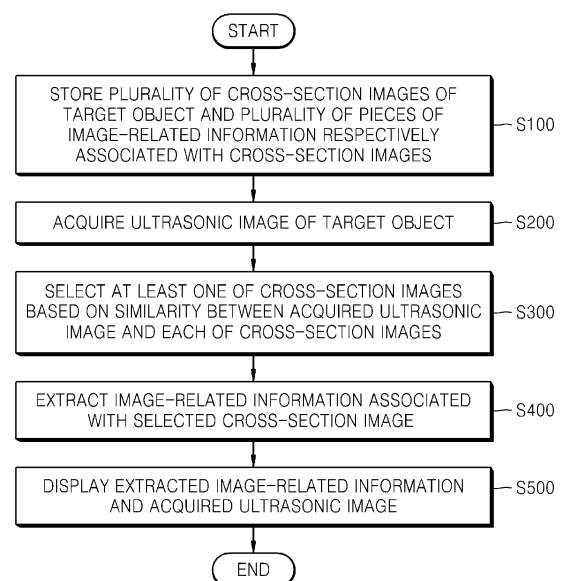 START
STORE PLURALITY OF CROSS-SECTION IMAGES OF
TARGET OBJECT AND PLURALITY OF PIECES OF
IMAGE-RELATED INFORMATION RESPECTIVELY
ASSOCIATED WITH CROSS-SECTION IMAGES
S100
ACQUIRE ULTRASONIC IMAGE OF TARGET OBJECT
S200
SELECT AT LEAST ONE OF CROSS-SECTION IMAGES
BASED ON SIMILARITY BETWEEN ACQUIRED ULTRASONIC
IMAGE AND EACH OF CROSS-SECTION IMAGES
S300
EXTRACT IMAGE-RELATED INFORMATION ASSOCIATED
WITH SELECTED CROSS-SECTION IMAGE
S400
DISPLAY EXTRACTED IMAGE-RELATED INFORMATION
AND ACQUIRED ULTRASONIC IMAGE
S500
END